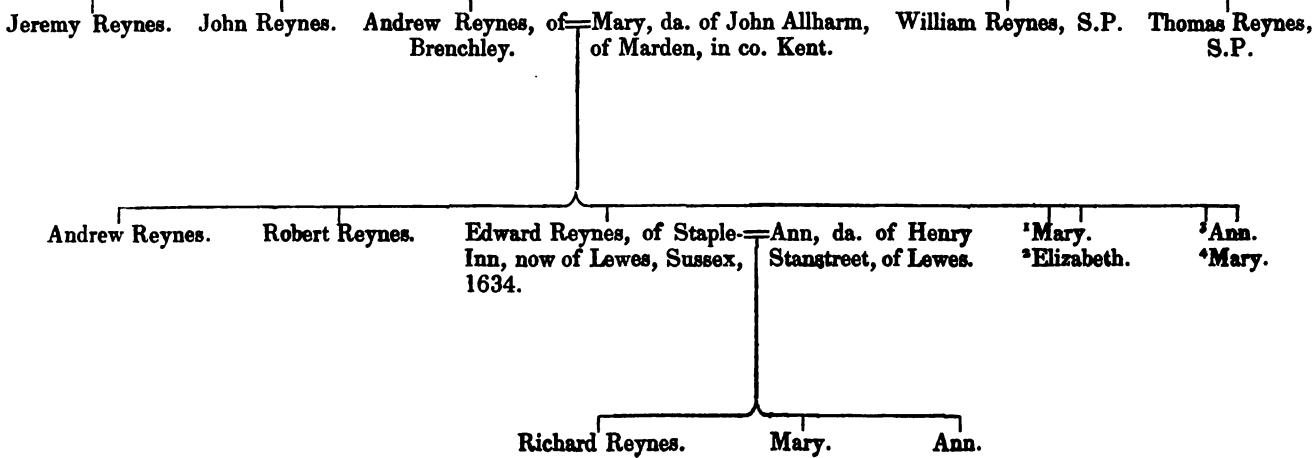 Jeremy Reynes. John Reynes. Andrew Reynes, of Brenchley.
Mary, da. of John Allharm, of Marden, in co. Kent.
William Reynes, S.P. Thomas Reynes, S.P.
Andrew Reynes. Robert Reynes.
Edward Reynes, of Staple-
Inn, now of Lewes, Sussex,
1634.
Ann, da. of Henry
Stanstreet, of Lewes.
¹Mary.
²Elizabeth.
³Ann.
⁴Mary.
Richard Reynes. Mary. Ann.